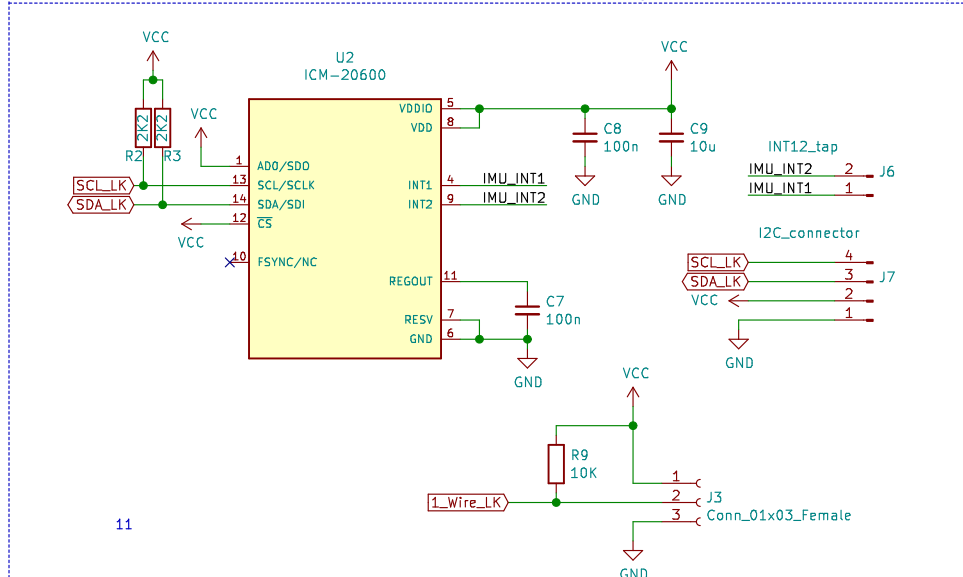 VCC
U2
ICM-20600
VCC
VCC
2K2
2K2
R2
R3
1
AD0/SDO
SCL_LK
13
SCL/SCLK
SDA_LK
14
SDA/SDI
12
CS
VCC
10
FSYNC/NC
VDDIO
5
VDD
8
INT1
4
IMU_INT1
INT2
9
IMU_INT2
REGOUT
11
RESV
7
GND
6
C7
100n
GND
C8
100n
GND
C9
10u
GND
INT12_tap
IMU_INT2
2
J6
IMU_INT1
1
I2C_connector
SCL_LK
4
SDA_LK
3
J7
VCC
2
1
GND
VCC
R9
10K
1_Wire_LK
1
2
J3
3
Conn_01x03_Female
GND
11